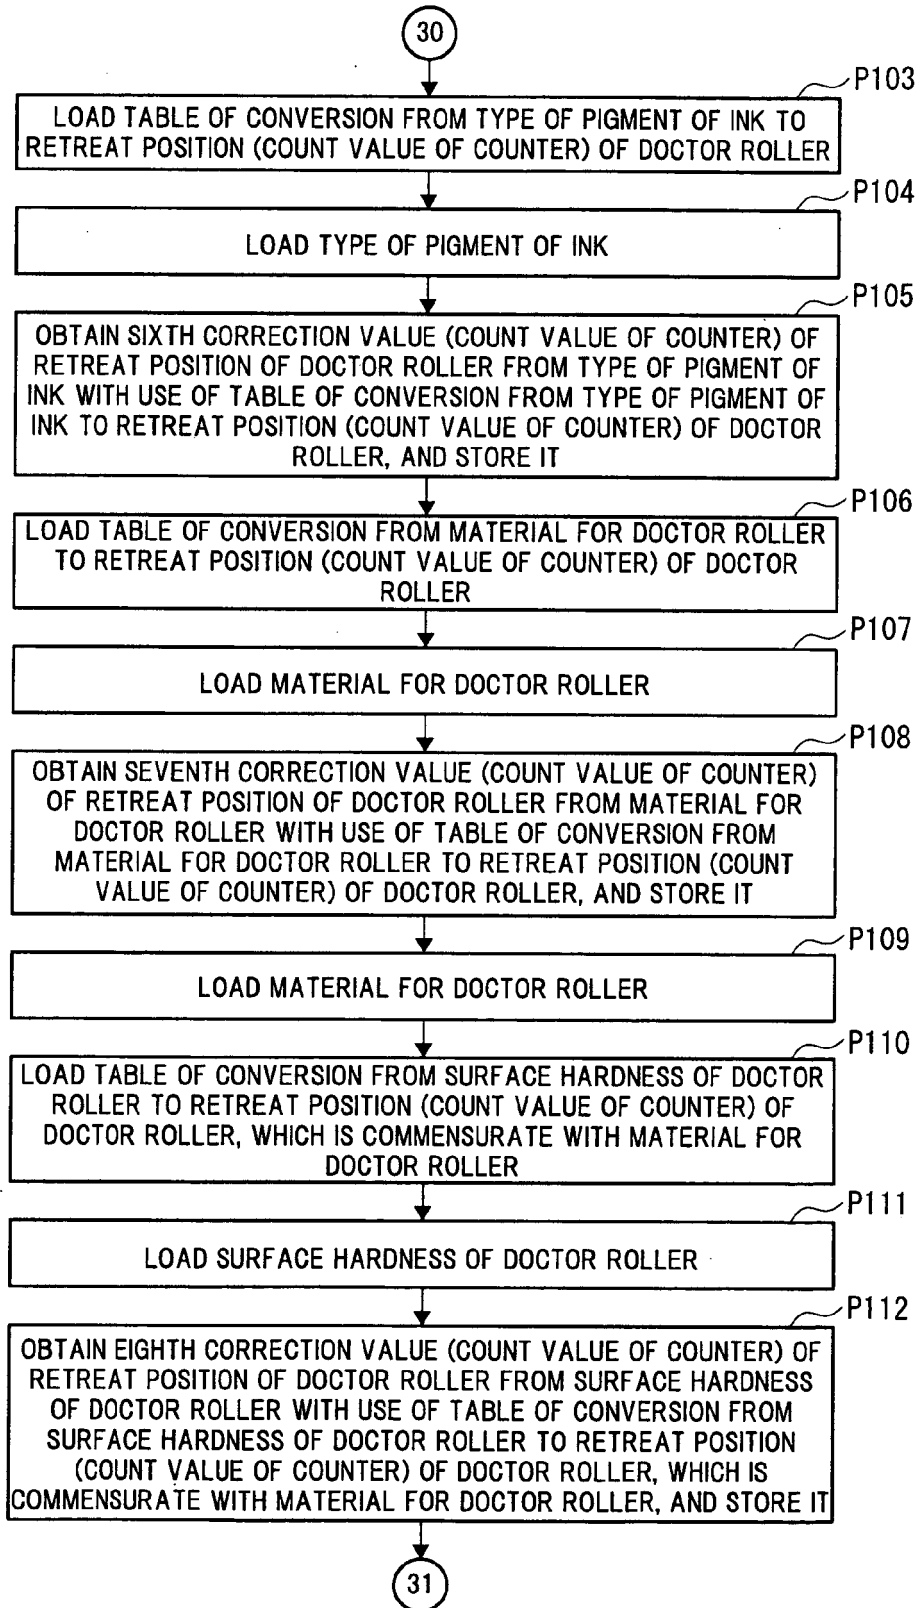 30
P103
LOAD TABLE OF CONVERSION FROM TYPE OF PIGMENT OF INK TO
RETREAT POSITION (COUNT VALUE OF COUNTER) OF DOCTOR ROLLER
P104
LOAD TYPE OF PIGMENT OF INK
P105
OBTAIN SIXTH CORRECTION VALUE (COUNT VALUE OF COUNTER) OF
RETREAT POSITION OF DOCTOR ROLLER FROM TYPE OF PIGMENT OF
INK WITH USE OF TABLE OF CONVERSION FROM TYPE OF PIGMENT OF
INK TO RETREAT POSITION (COUNT VALUE OF COUNTER) OF DOCTOR
ROLLER, AND STORE IT
P106
LOAD TABLE OF CONVERSION FROM MATERIAL FOR DOCTOR ROLLER
TO RETREAT POSITION (COUNT VALUE OF COUNTER) OF DOCTOR
ROLLER
P107
LOAD MATERIAL FOR DOCTOR ROLLER
P108
OBTAIN SEVENTH CORRECTION VALUE (COUNT VALUE OF COUNTER)
OF RETREAT POSITION OF DOCTOR ROLLER FROM MATERIAL FOR
DOCTOR ROLLER WITH USE OF TABLE OF CONVERSION FROM
MATERIAL FOR DOCTOR ROLLER TO RETREAT POSITION (COUNT
VALUE OF COUNTER) OF DOCTOR ROLLER, AND STORE IT
P109
LOAD MATERIAL FOR DOCTOR ROLLER
P110
LOAD TABLE OF CONVERSION FROM SURFACE HARDNESS OF DOCTOR
ROLLER TO RETREAT POSITION (COUNT VALUE OF COUNTER) OF
DOCTOR ROLLER, WHICH IS COMMENSURATE WITH MATERIAL FOR
DOCTOR ROLLER
P111
LOAD SURFACE HARDNESS OF DOCTOR ROLLER
P112
OBTAIN EIGHTH CORRECTION VALUE (COUNT VALUE OF COUNTER) OF
RETREAT POSITION OF DOCTOR ROLLER FROM SURFACE HARDNESS
OF DOCTOR ROLLER WITH USE OF TABLE OF CONVERSION FROM
SURFACE HARDNESS OF DOCTOR ROLLER TO RETREAT POSITION
(COUNT VALUE OF COUNTER) OF DOCTOR ROLLER, WHICH IS
COMMENSURATE WITH MATERIAL FOR DOCTOR ROLLER, AND STORE IT
31